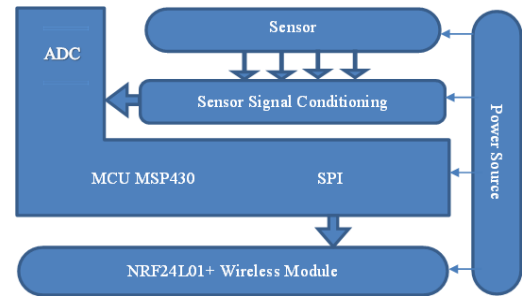 Sensor
ADC
Sensor Signal Conditioning
Power Source
MCU MSP430
SPI
NRF24L01+ Wireless Module